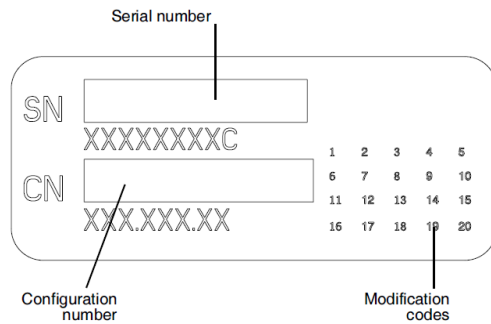 Serial number
SN
XXXXXXXXC
CN
XXX.XXX.XX
1 2 3 4 5
6 7 8 9 10
11 12 13 14 15
16 17 18 19 20
Configuration
number
Modification
codes